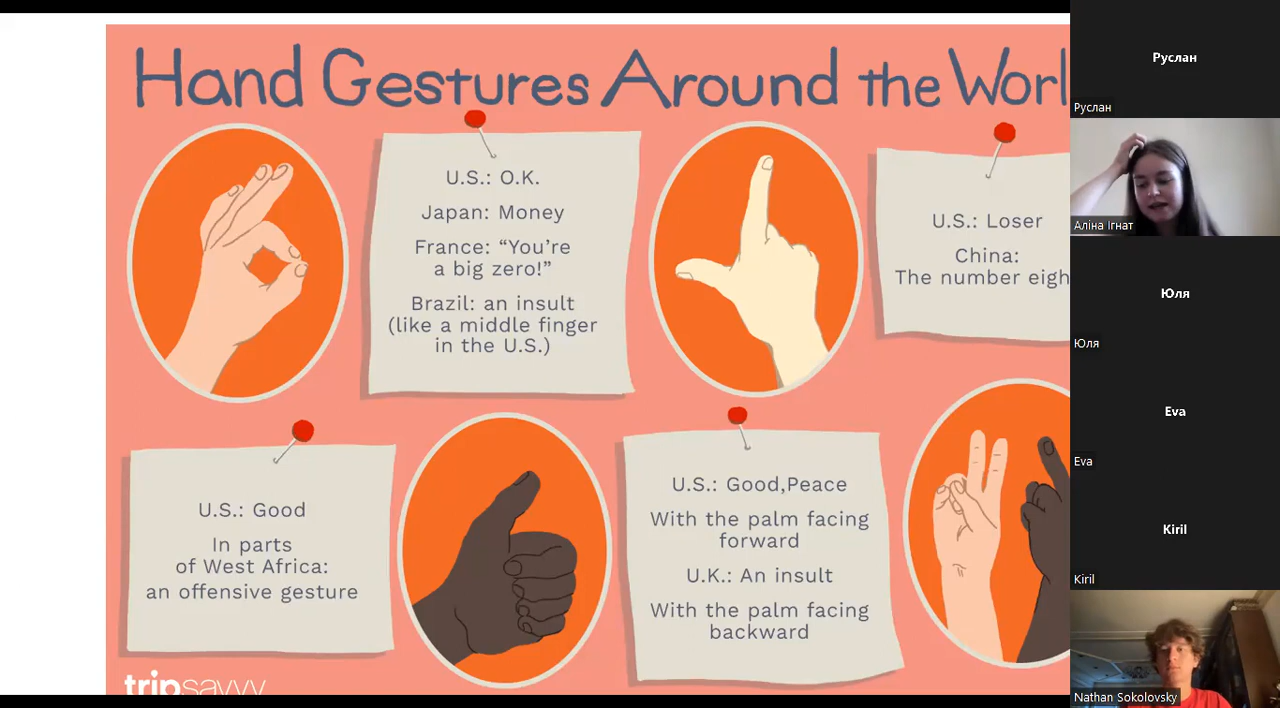 Hand Gestures Around the Worl
U.S.: O.K.
Japan: Money
France: “You’re
a big zero!”
Brazil: an insult
(like a middle finger
in the U.S.)
U.S.: Loser
China:
The number eigh
U.S.: Good
In parts
of West Africa:
an offensive gesture
U.S.: Good,Peace
With the palm facing
forward
U.K.: An insult
With the palm facing
backward
tripsavvy
Руслан
Руслан
Аліна Ігнат
Юля
Юля
Eva
Eva
Kiril
Kiril
Nathan Sokolovsky